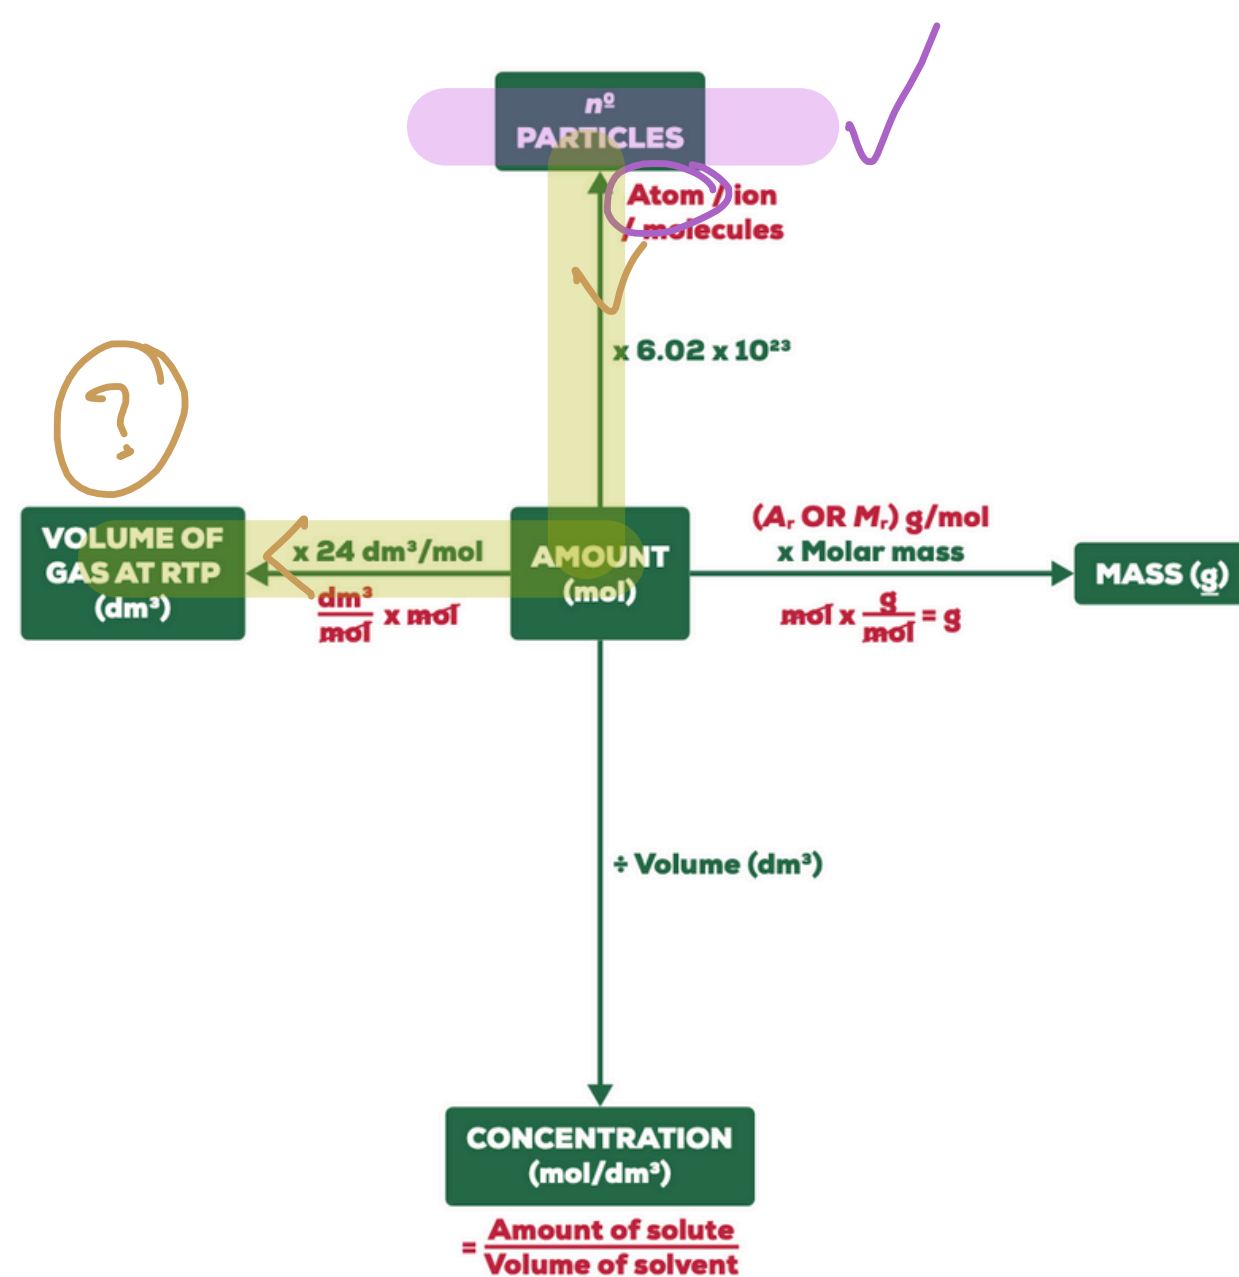 nº
PARTICLES
Atom / ion
/ molecules
x 6.02 x 10²³
?
VOLUME OF
GAS AT RTP
(dm³)
x 24 dm³/mol
dm³
mol x mol
AMOUNT
(mol)
(Aᵣ OR Mᵣ) g/mol
x Molar mass
mol x g
mol = g
MASS (g)
÷ Volume (dm³)
CONCENTRATION
(mol/dm³)
= Amount of solute
Volume of solvent